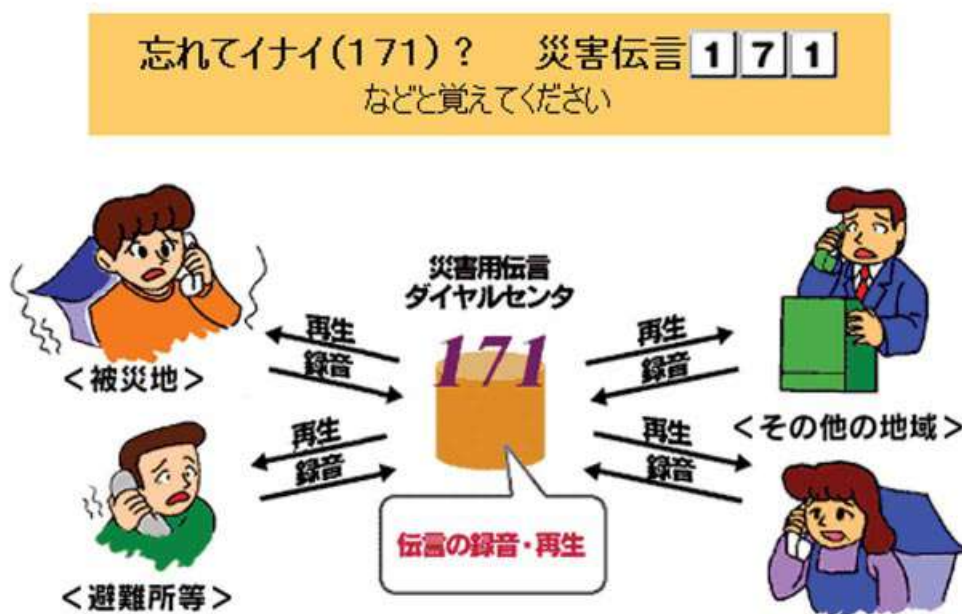 忘れてイナイ(171)? 災害伝言171
などと覚えてください
災害用伝言
ダイヤルセンタ
171
再生
録音
<被災地>
再生
録音
<避難所等>
再生
録音
<その他の地域>
再生
録音
伝言の録音・再生